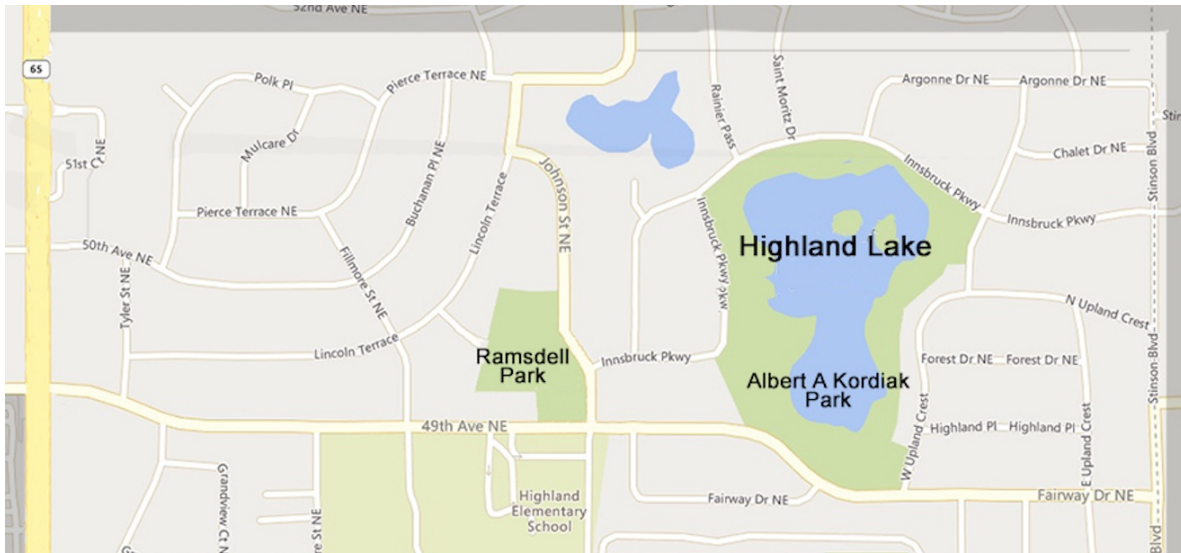 52nd Ave NE
65
Polk Pl
Pierce Terrace NE
Argonne Dr NE
Argonne Dr NE
Saint Moritz Dr
Rainier Pass
Mulcare Dr
51st Ct NE
Buchanan Pl NE
Johnson St NE
Chalet Dr NE
Stinson Blvd
Innsbruck Pkwy
Lincoln Terrace
Pierce Terrace NE
Innsbruck Pkwy
Innsbruck Pkwy
50th Ave NE
Fillmore St NE
Highland Lake
Tyler St NE
N Upland Crest
Lincoln Terrace
Ramsdell
Park
Innsbruck Pkwy
Forest Dr NE
Forest Dr NE
Stinson Blvd
Albert A Kordiak
Park
49th Ave NE
W Upland Crest
Highland Pl
Highland Pl
E Upland Crest
Grandview Ct N
Highland
Elementary
School
Fairway Dr NE
Fairway Dr NE
re St NE
Blvd